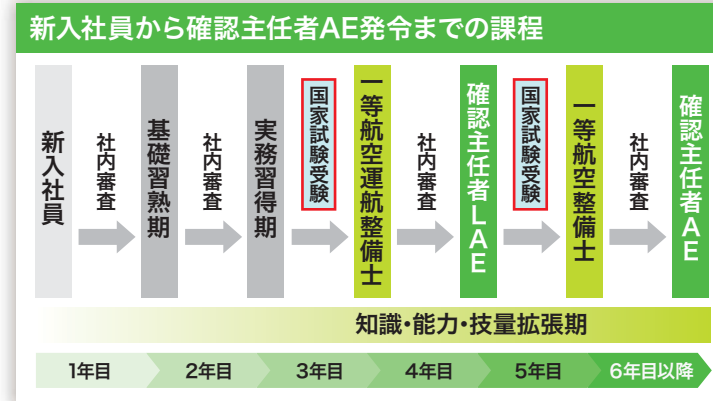 新入社員から確認主任者AE発令までの課程
新入社員
社内審査
基礎習熟期
社内審査
実務習得期
国家試験受験
一等航空運航整備士
社内審査
確認主任者LAE
国家試験受験
一等航空整備士
社内審査
確認主任者AE
知識・能力・技量拡張期
1年目
2年目
3年目
4年目
5年目
6年目以降